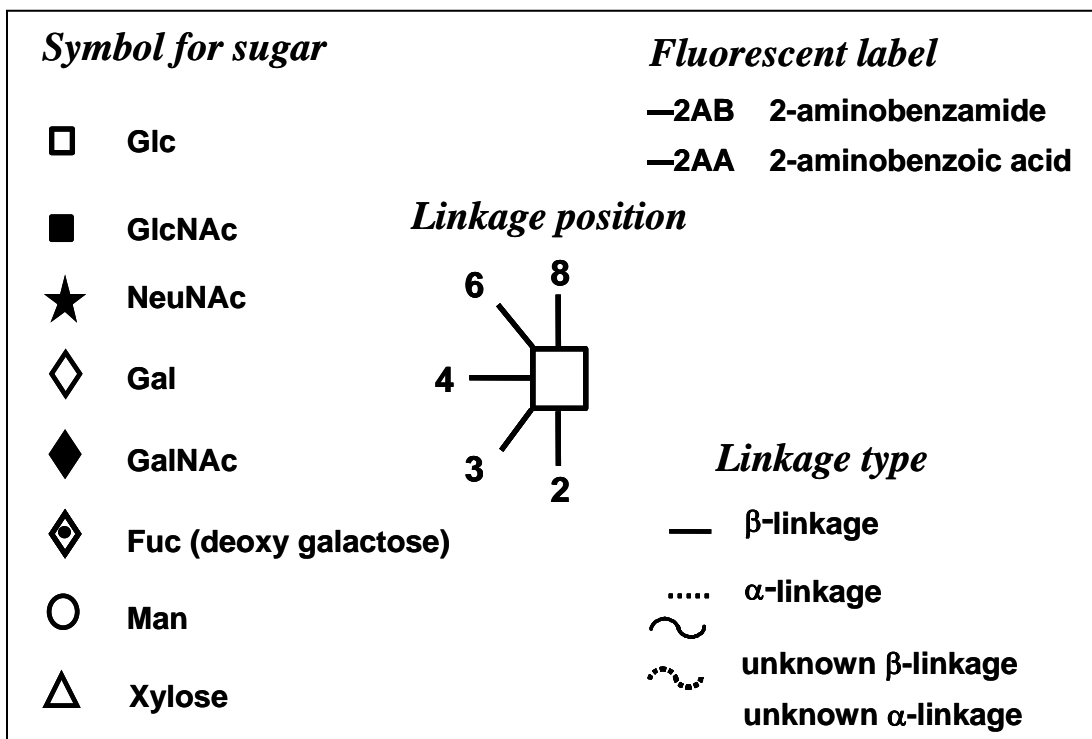 Symbol for sugar
Glc
GlcNAc
NeuNAc
Gal
GalNAc
Fuc (deoxy galactose)
Man
Xylose
Fluorescent label
—2AB 2-aminobenzamide
—2AA 2-aminobenzoic acid
Linkage position
8
6
4
3
2
Linkage type
β-linkage
α-linkage
unknown β-linkage
unknown α-linkage